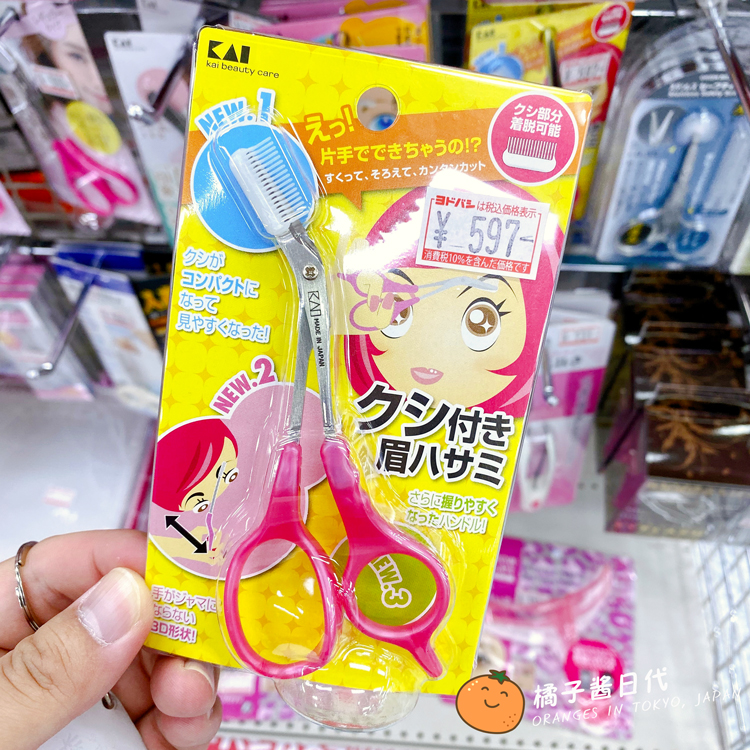 KAI
kai beauty care
NEW.1
えっ!
片手でできちゃうの!?
すくって、そろえて、カンタンカット
クシ部分
着脱可能
ヨドバシは税込価格表示
¥ 597-
消費税10%を含んだ価格です
クシが
コンパクトに
なって
見やすくなった!
KAI MADE IN JAPAN
NEW.2
クシ付き
眉ハサミ
さらに握りやすく
なったハンドル!
NEW.3
手がジャマに
ならない
3D形状!
KAI
橘子酱日代
ORANGES IN TOKYO, JAPAN